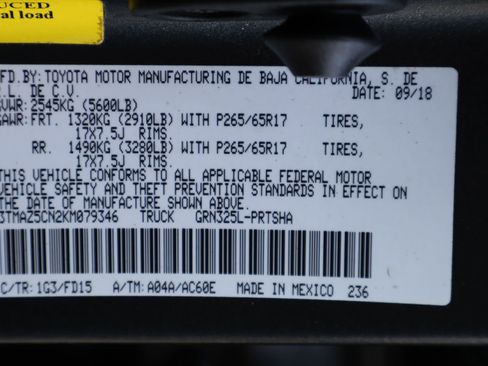 UCED
al load
FD.BY: TOYOTA MOTOR MANUFACTURING DE BAJA CALIFORNIA, S. DE
.L. DE C.V. DATE: 09/18
GVWR: 2545KG (5600LB)
GAWR: FRT. 1320KG (2910LB) WITH P265/65R17 TIRES,
17X7.5J RIMS.
RR. 1490KG (3280LB) WITH P265/65R17 TIRES,
17X7.5J RIMS.
THIS VEHICLE CONFORMS TO ALL APPLICABLE FEDERAL MOTOR
VEHICLE SAFETY AND THEFT PREVENTION STANDARDS IN EFFECT ON
THE DATE OF MANUFACTURE SHOWN ABOVE.
3TMAZ5CN2KM079346 TRUCK GRN325L-PRTSHA
C/TR: 1G3/FD15 A/TM: A04A/AC60E MADE IN MEXICO 236